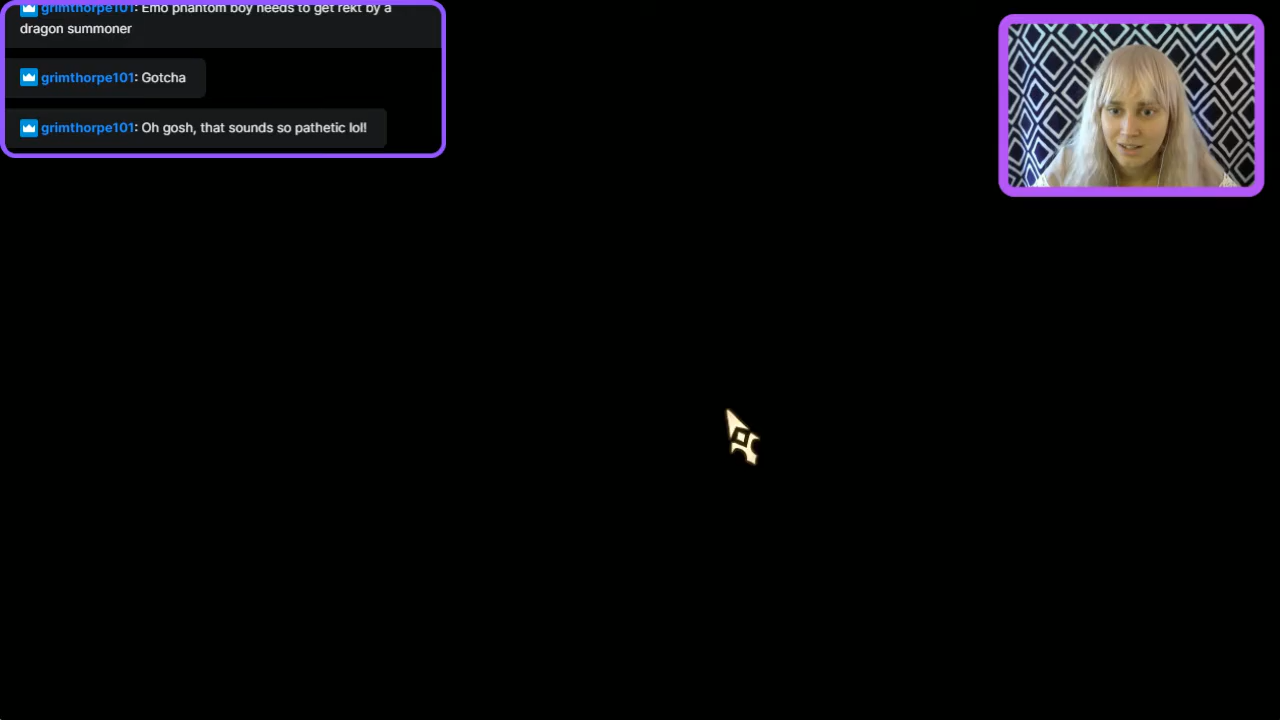 grimthorpe101: Emo phantom boy needs to get rekt by a
dragon summoner
grimthorpe101: Gotcha
grimthorpe101: Oh gosh, that sounds so pathetic lol!